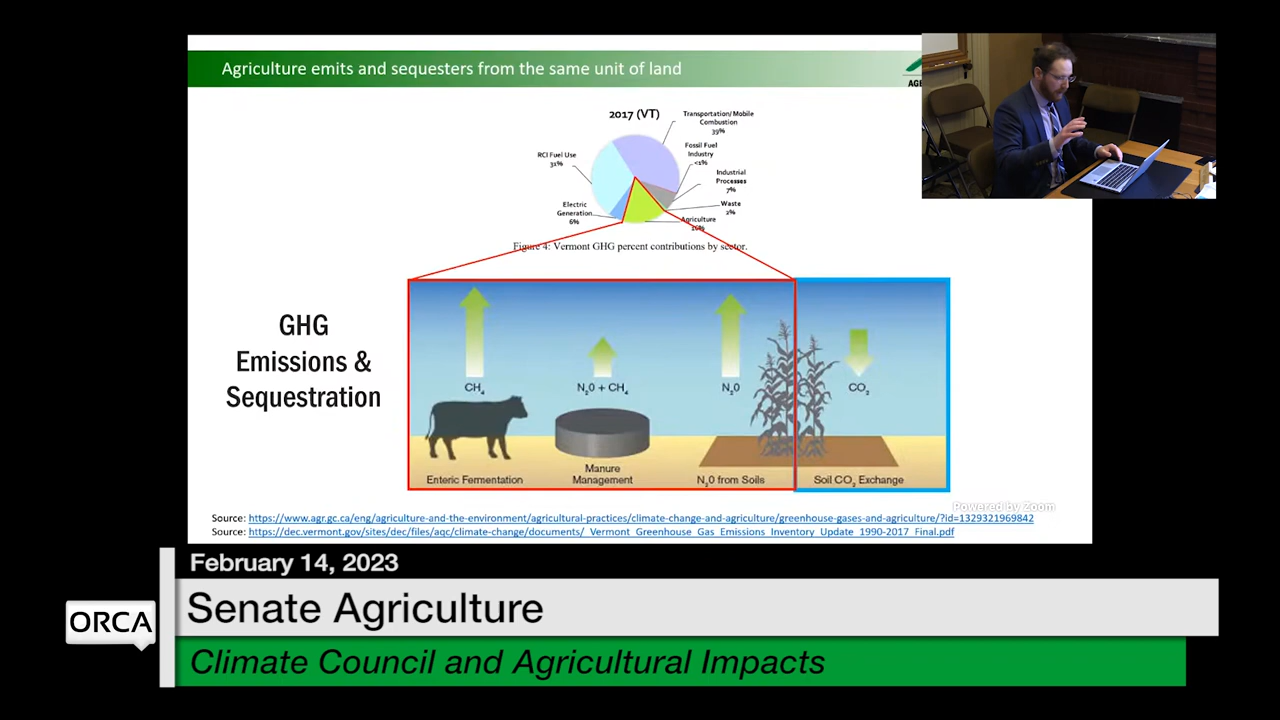 Agriculture emits and sequesters from the same unit of land
2017 (VT)
Transportation/Mobile
Combustion
39%
Fossil Fuel
Industry
<1%
RCI Fuel Use
31%
Industrial
Processes
7%
Waste
2%
Electric
Generation
6%
Agriculture
16%
Figure 4: Vermont GHG percent contributions by sector.
GHG
Emissions &
Sequestration
CH₄
N₂0 + CH₄
N₂0
CO₂
Enteric Fermentation
Manure
Management
N₂0 from Soils
Soil CO₂ Exchange
Powered by Zoom
Source: https://www.agr.gc.ca/eng/agriculture-and-the-environment/agricultural-practices/climate-change-and-agriculture/greenhouse-gases-and-agriculture/?id=1329321969842
Source: https://dec.vermont.gov/sites/dec/files/aqc/climate-change/documents/_Vermont_Greenhouse_Gas_Emissions_Inventory_Update_1990-2017_Final.pdf
February 14, 2023
ORCA
Senate Agriculture
Climate Council and Agricultural Impacts